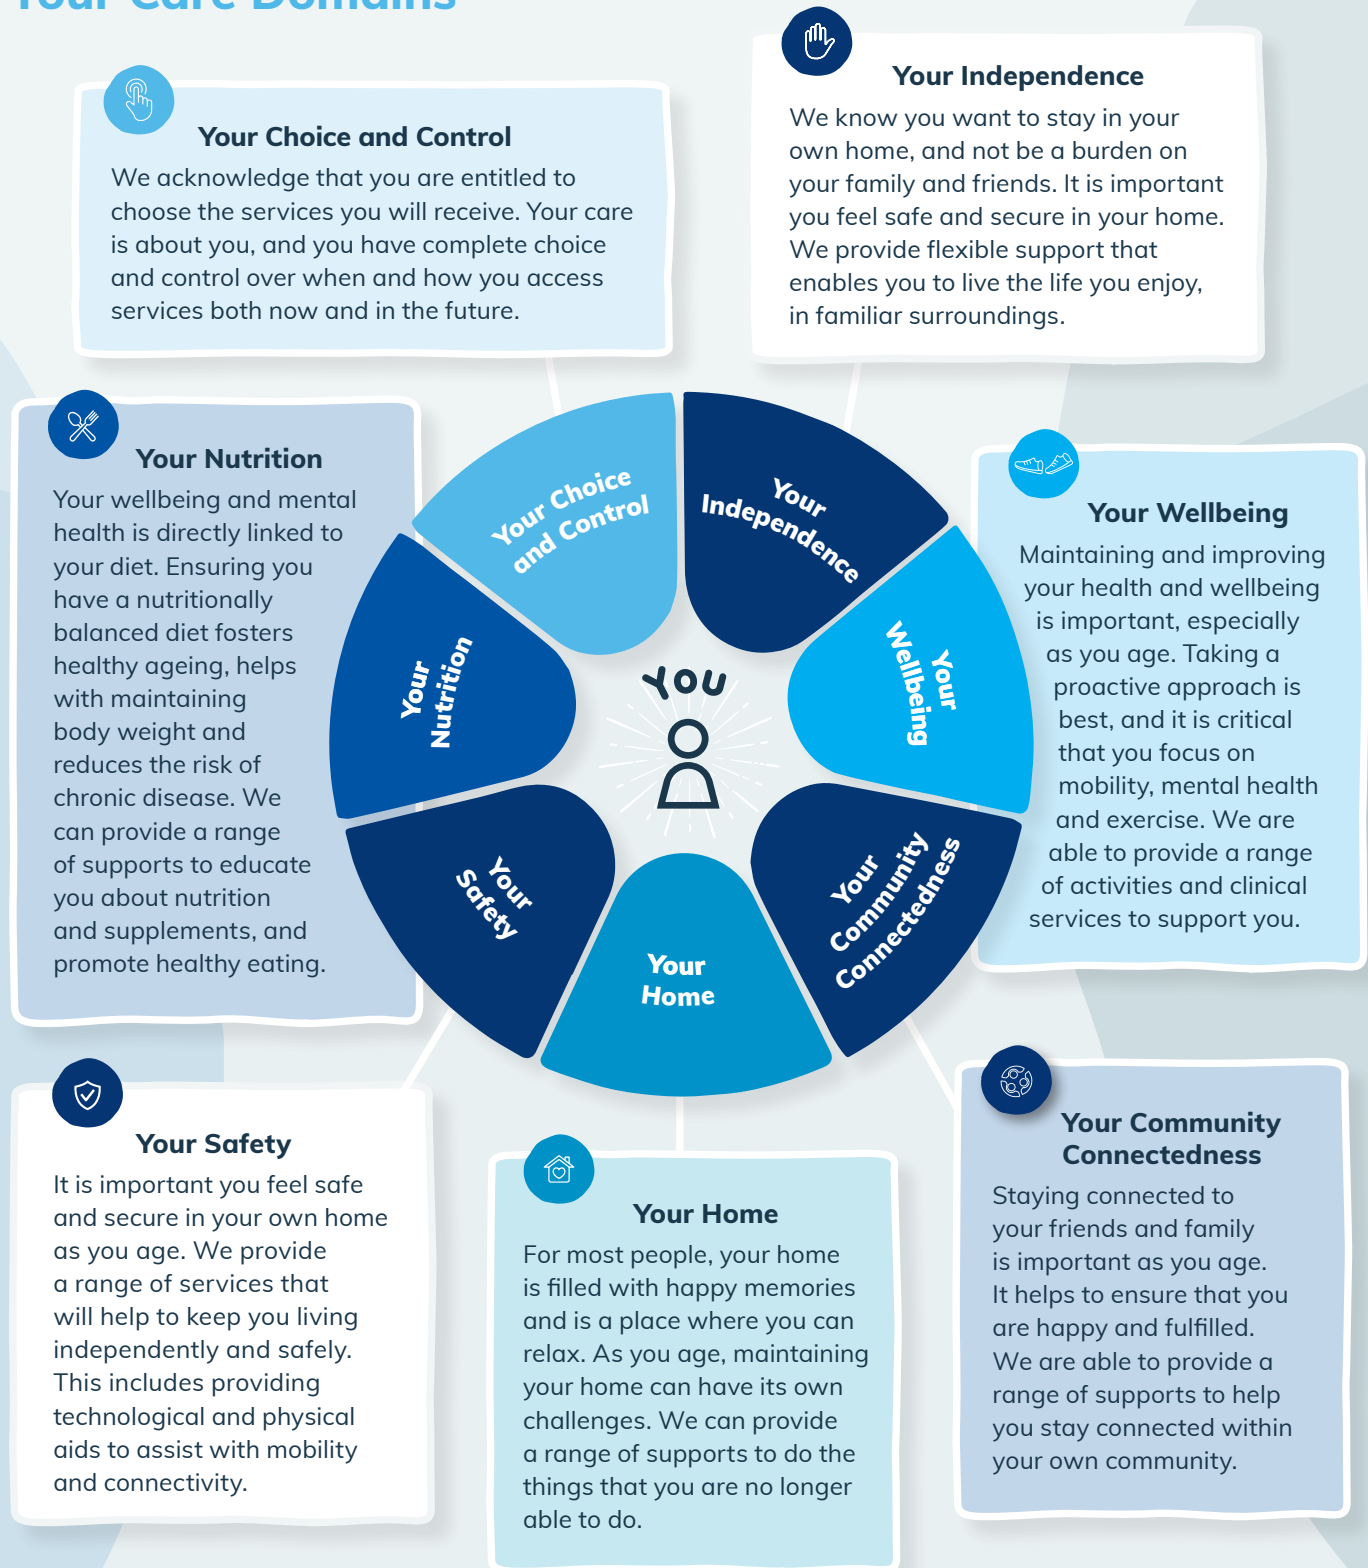 Your Care Domains
Your Choice and Control
We acknowledge that you are entitled to
choose the services you will receive. Your care
is about you, and you have complete choice
and control over when and how you access
services both now and in the future.
Your Independence
We know you want to stay in your
own home, and not be a burden on
your family and friends. It is important
you feel safe and secure in your home.
We provide flexible support that
enables you to live the life you enjoy,
in familiar surroundings.
Your Nutrition
Your wellbeing and mental
health is directly linked to
your diet. Ensuring you
have a nutritionally
balanced diet fosters
healthy ageing, helps
with maintaining
body weight and
reduces the risk of
chronic disease. We
can provide a range
of supports to educate
you about nutrition
and supplements, and
promote healthy eating.
Your Choice
and Control
Your
Independence
Your
Wellbeing
Your
Community
Connectedness
Your
Home
Your
Safety
Your
Nutrition
YOU
Your Wellbeing
Maintaining and improving
your health and wellbeing
is important, especially
as you age. Taking a
proactive approach is
best, and it is critical
that you focus on
mobility, mental health
and exercise. We are
able to provide a range
of activities and clinical
services to support you.
Your Safety
It is important you feel safe
and secure in your own home
as you age. We provide
a range of services that
will help to keep you living
independently and safely.
This includes providing
technological and physical
aids to assist with mobility
and connectivity.
Your Home
For most people, your home
is filled with happy memories
and is a place where you can
relax. As you age, maintaining
your home can have its own
challenges. We can provide
a range of supports to do the
things that you are no longer
able to do.
Your Community
Connectedness
Staying connected to
your friends and family
is important as you age.
It helps to ensure that you
are happy and fulfilled.
We are able to provide a
range of supports to help
you stay connected within
your own community.